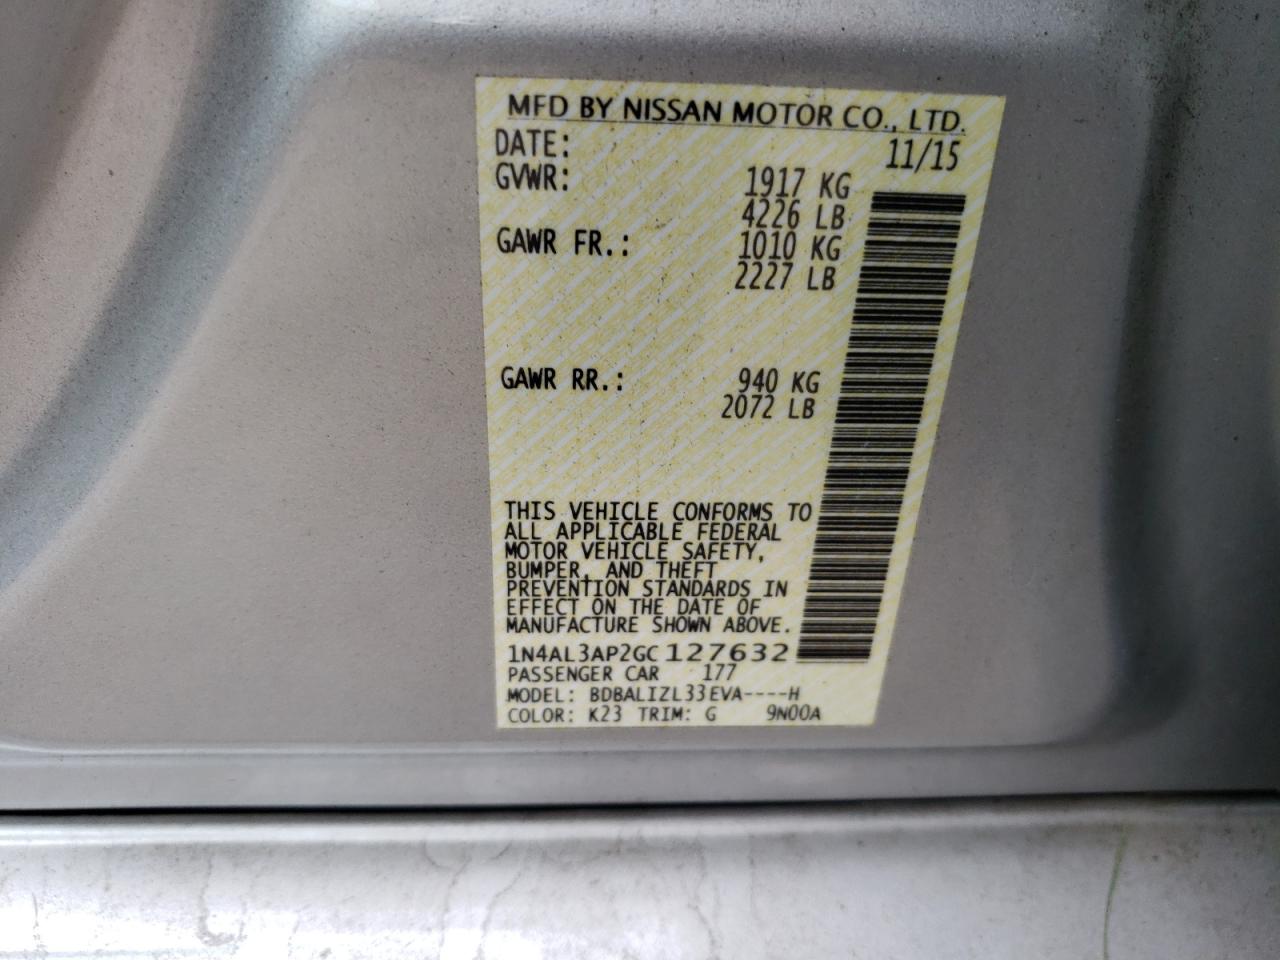 MFD BY NISSAN MOTOR CO., LTD.
DATE: 11/15
GVWR: 1917 KG
4226 LB
GAWR FR.: 1010 KG
2227 LB
GAWR RR.: 940 KG
2072 LB
THIS VEHICLE CONFORMS TO
ALL APPLICABLE FEDERAL
MOTOR VEHICLE SAFETY,
BUMPER, AND THEFT
PREVENTION STANDARDS IN
EFFECT ON THE DATE OF
MANUFACTURE SHOWN ABOVE.
1N4AL3AP2GC127632
PASSENGER CAR 177
MODEL: BDBALIZL33EVA----H
COLOR: K23 TRIM: G 9N00A